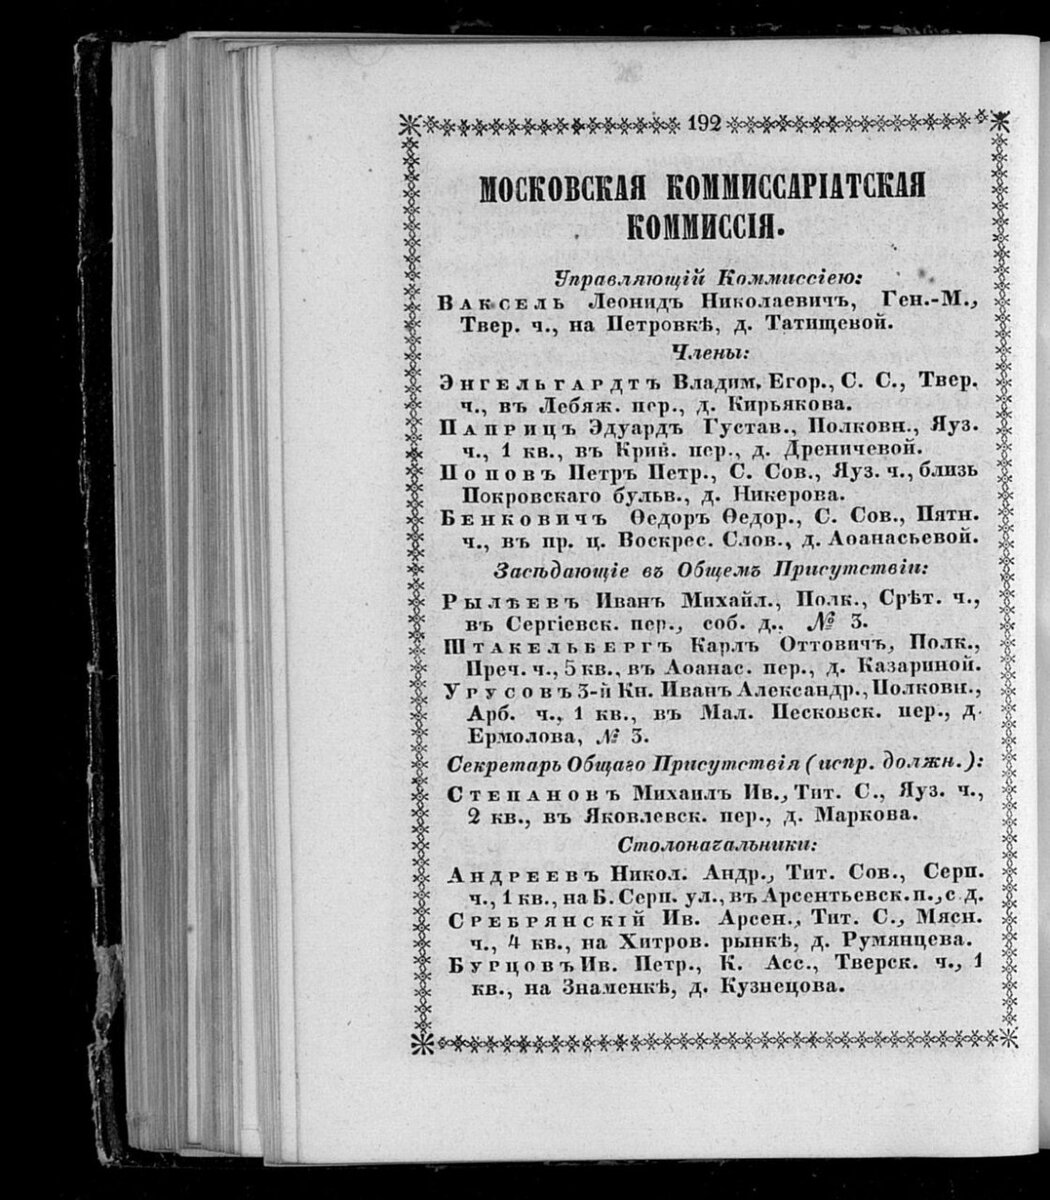 192
МОСКОВСКАЯ КОММИССАРІАТСКАЯ
КОММИССІЯ.
Управляющій Коммиссіею:
Ваксель Леонидъ Николаевичъ, Ген.-М.,
Твер. ч., на Петровкѣ, д. Татищевой.
Члены:
Энгельгардтъ Владим. Егор., С. С., Твер.
ч., въ Лебяж. пер., д. Кирьякова.
Паприцъ Эдуардъ Густав., Полковн., Яуз.
ч., 1 кв., въ Крив. пер., д. Дреничевой.
Поповъ Петръ Петр., С. Сов., Яуз. ч., близь
Покровскаго бульв., д. Никерова.
Бенковичъ Ѳедоръ Ѳедор., С. Сов., Пятн.
ч., въ пр. ц. Воскрес. Слов., д. Аѳанасьевой.
Засѣдающіе въ Общемъ Присутствіи:
Рылѣевъ Иванъ Михайл., Полк., Срѣт. ч.,
въ Сергіевск. пер., соб. д., № 3.
Штакельбергъ Карлъ Оттовичъ, Полк.,
Преч. ч., 5 кв., въ Аѳанас. пер., д. Казариной.
Урусовъ 3-й Кн. Иванъ Александр., Полковн.,
Арб. ч., 1 кв., въ Мал. Песковск. пер., д.
Ермолова, № 3.
Секретарь Общаго Присутствія (испр. должн.):
Степановъ Михаилъ Ив., Тит. С., Яуз. ч.,
2 кв., въ Яковлевск. пер., д. Маркова.
Столоначальники:
Андреевъ Никол. Андр., Тит. Сов., Серп.
ч., 1 кв., на Б. Серп. ул., въ Арсентьевск. п., с д.
Сребрянскій Ив. Арсен., Тит. С., Мясн.
ч., 4 кв., на Хитров. рынкѣ, д. Румянцева.
Бурцовъ Ив. Петр., К. Асс., Тверск. ч., 1
кв., на Знаменкѣ, д. Кузнецова.